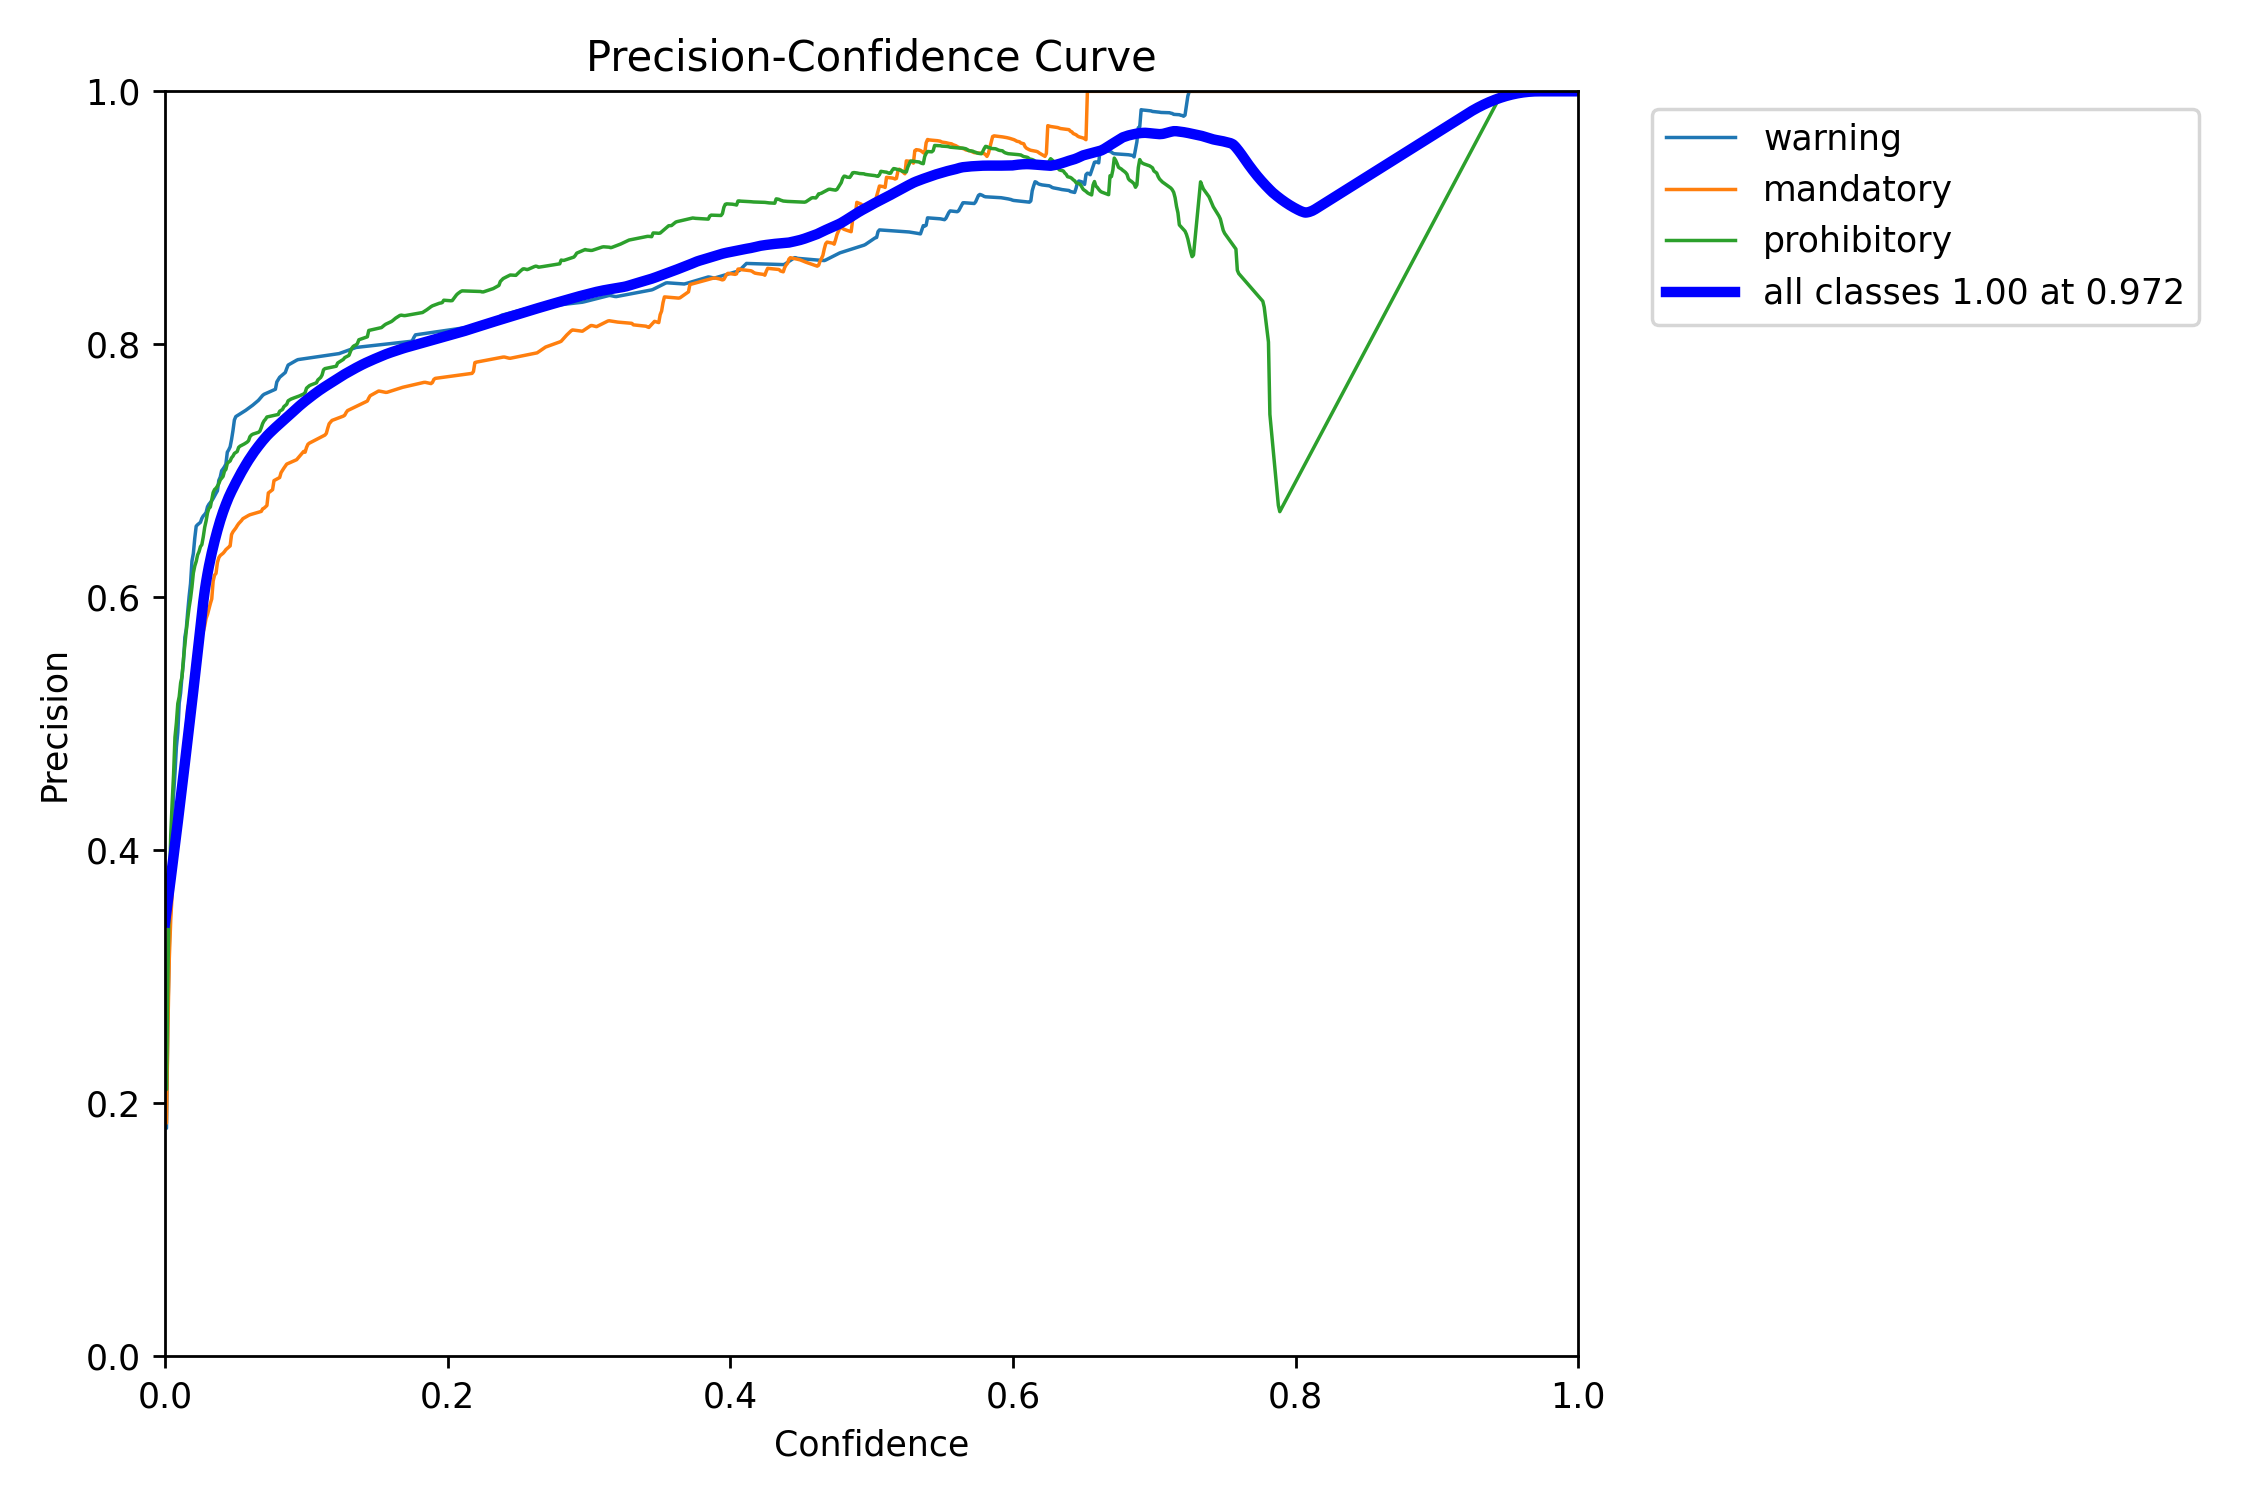 Precision-Confidence Curve
1.0
0.8
0.6
0.4
0.2
0.0
Precision
0.0 0.2 0.4 0.6 0.8 1.0
Confidence
warning
mandatory
prohibitory
all classes 1.00 at 0.972